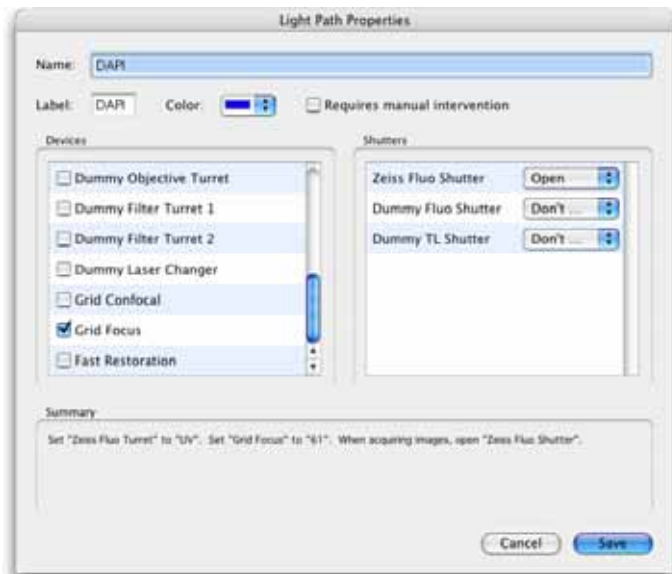 Light Path Properties
Name: DAPI
Label: DAPI Color: Requires manual intervention
Devices
Dummy Objective Turret
Dummy Filter Turret 1
Dummy Filter Turret 2
Dummy Laser Changer
Grid Confocal
Grid Focus
Fast Restoration
Shutters
Zeiss Fluo Shutter Open
Dummy Fluo Shutter Don't ...
Dummy TL Shutter Don't ...
Summary
Set "Zeiss Fluo Turret" to "UV". Set "Grid Focus" to "61". When acquiring images, open "Zeiss Fluo Shutter".
Cancel Save